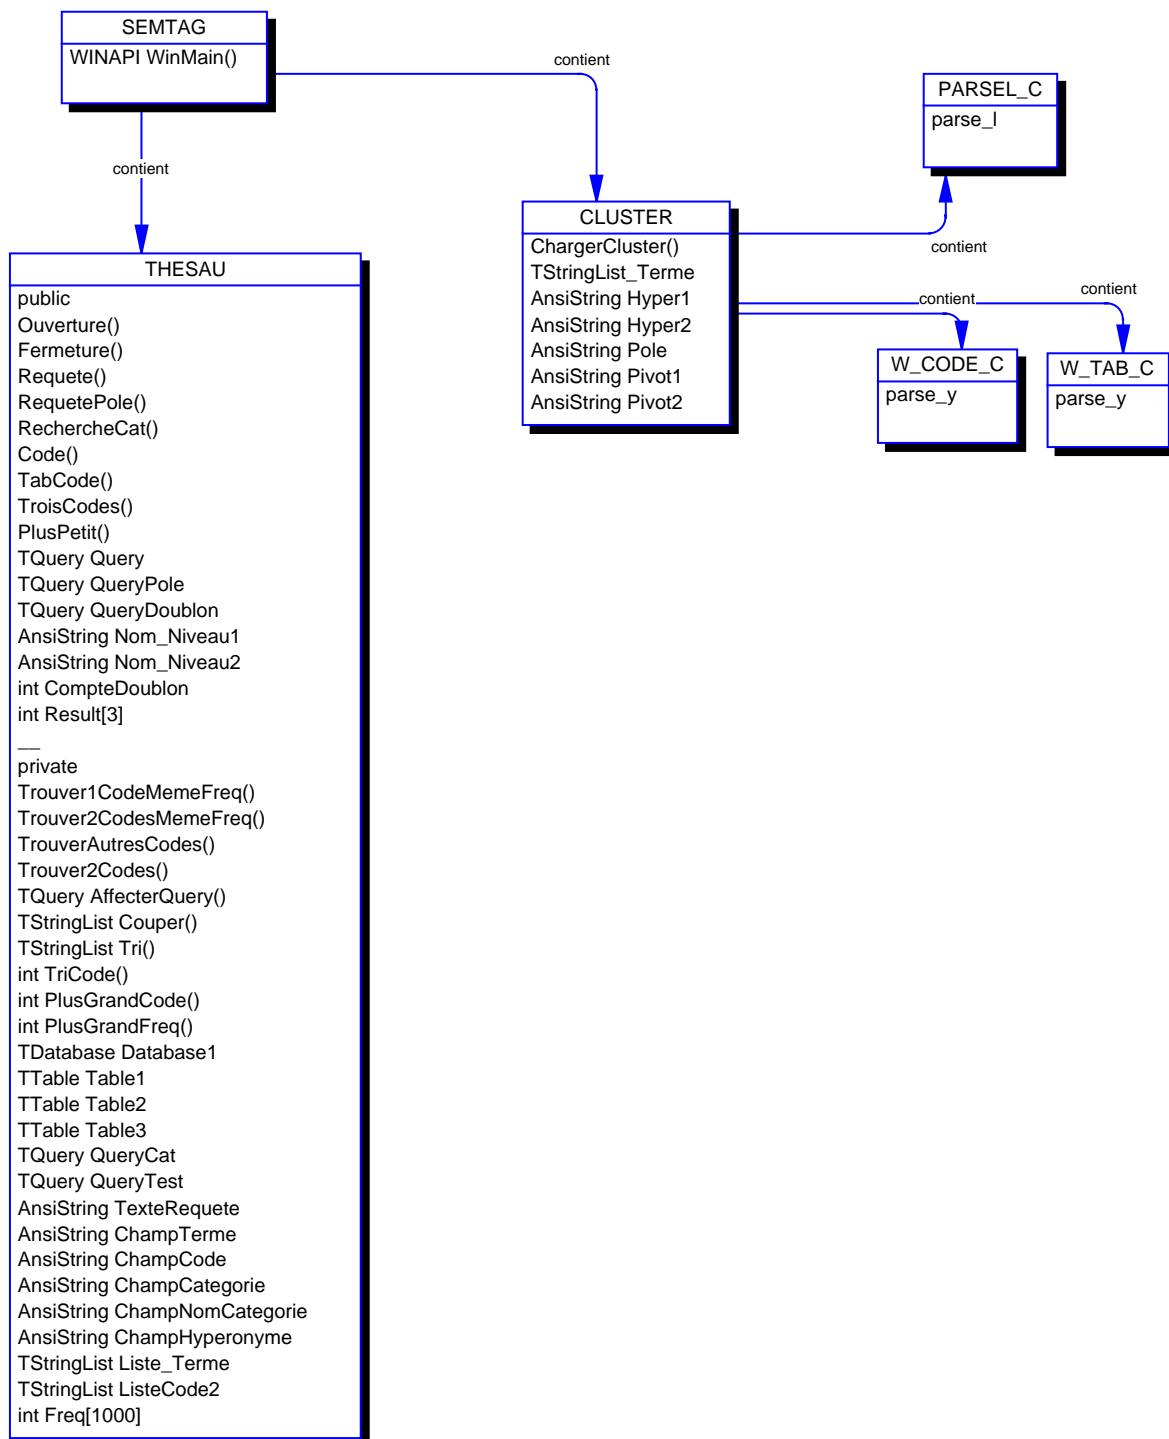 SEMTAG
WINAPI WinMain()
contient
contient
PARSEL_C
parse_l
CLUSTER
ChargerCluster()
TStringList_Terme
AnsiString Hyper1
AnsiString Hyper2
AnsiString Pole
AnsiString Pivot1
AnsiString Pivot2
contient
contient
contient
W_CODE_C
parse_y
W_TAB_C
parse_y
THESAU
public
Ouverture()
Fermeture()
Requete()
RequetePole()
RechercheCat()
Code()
TabCode()
TroisCodes()
PlusPetit()
TQuery Query
TQuery QueryPole
TQuery QueryDoublon
AnsiString Nom_Niveau1
AnsiString Nom_Niveau2
int CompteDoublon
int Result[3]
__
private
Trouver1CodeMemeFreq()
Trouver2CodesMemeFreq()
TrouverAutresCodes()
Trouver2Codes()
TQuery AffecterQuery()
TStringList Couper()
TStringList Tri()
int TriCode()
int PlusGrandCode()
int PlusGrandFreq()
TDatabase Database1
TTable Table1
TTable Table2
TTable Table3
TQuery QueryCat
TQuery QueryTest
AnsiString TexteRequete
AnsiString ChampTerme
AnsiString ChampCode
AnsiString ChampCategorie
AnsiString ChampNomCategorie
AnsiString ChampHyperonyme
TStringList Liste_Terme
TStringList ListeCode2
int Freq[1000]